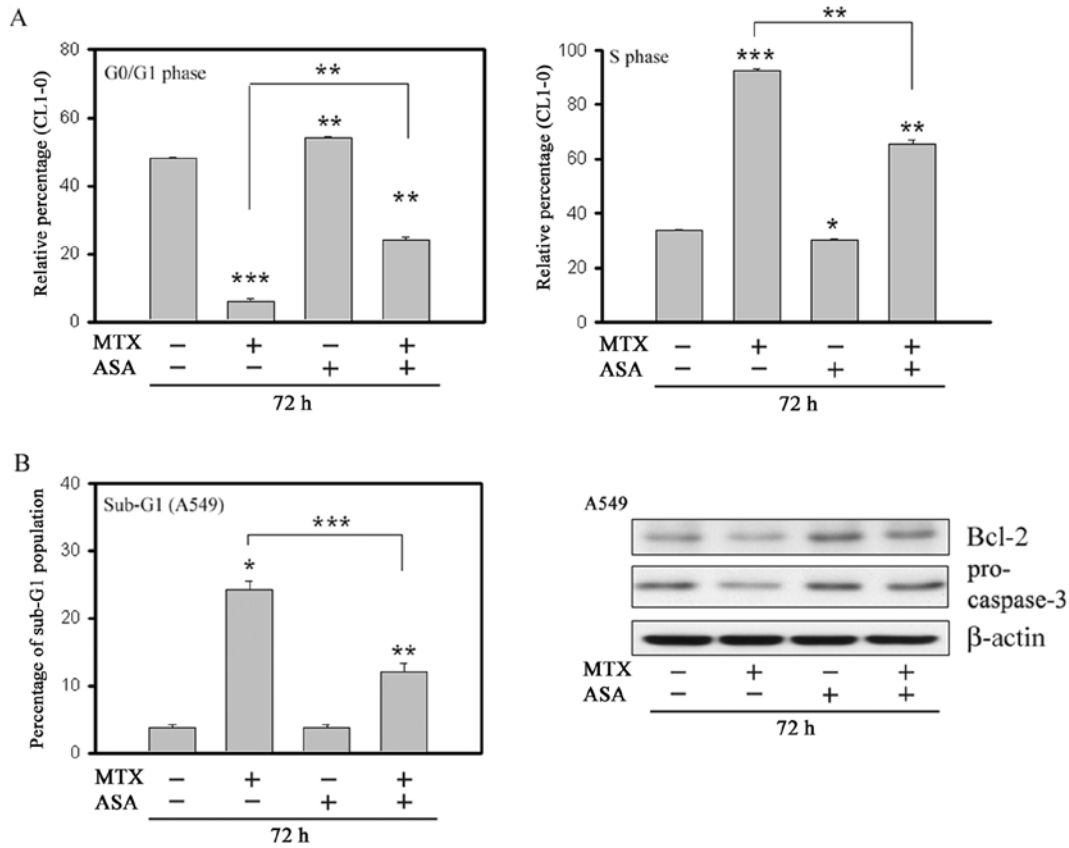 A
G0/G1 phase
Relative percentage (CL1-0)
80
60
40
20
0
**
***
**
**
MTX − + − +
ASA − − + +
72 h
S phase
Relative percentage (CL1-0)
100
80
60
40
20
0
**
***
*
**
MTX − + − +
ASA − − + +
72 h
B
Sub-G1 (A549)
Percentage of sub-G1 population
40
30
20
10
0
***
*
**
MTX − + − +
ASA − − + +
72 h
A549
Bcl-2
pro-
caspase-3
β-actin
MTX − + − +
ASA − − + +
72 h